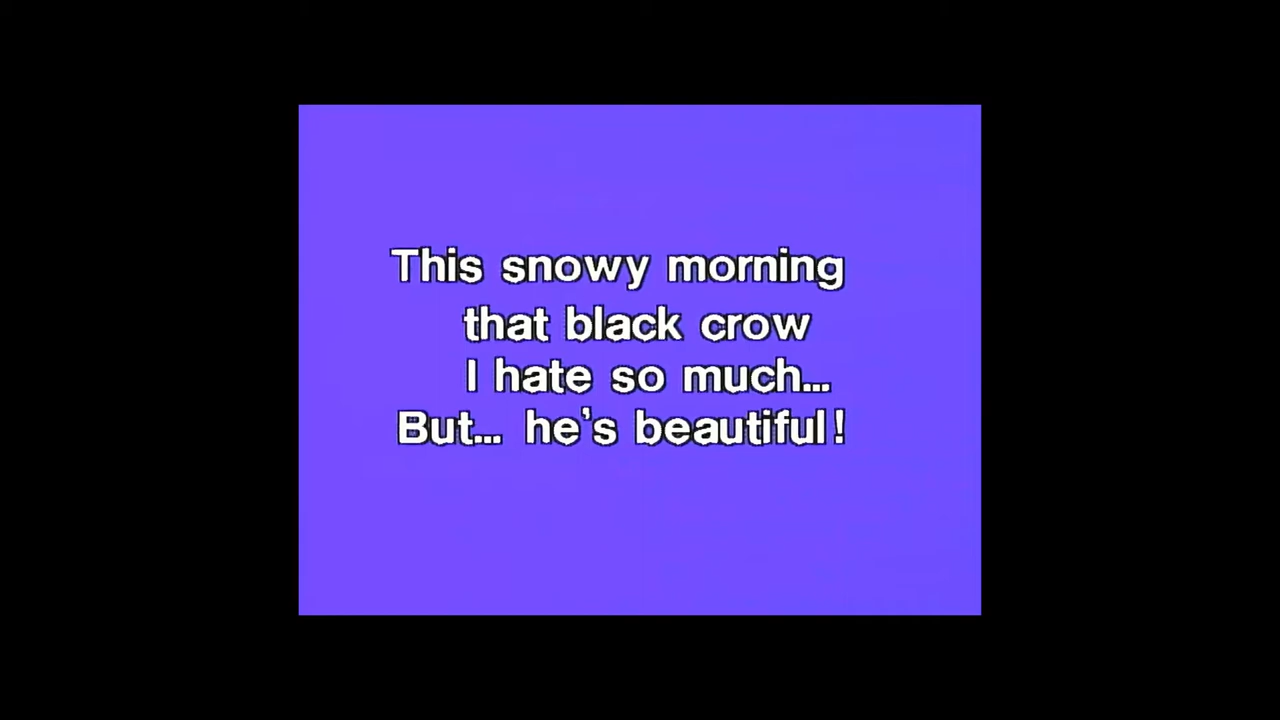 This snowy morning
that black crow
I hate so much...
But... he's beautiful!